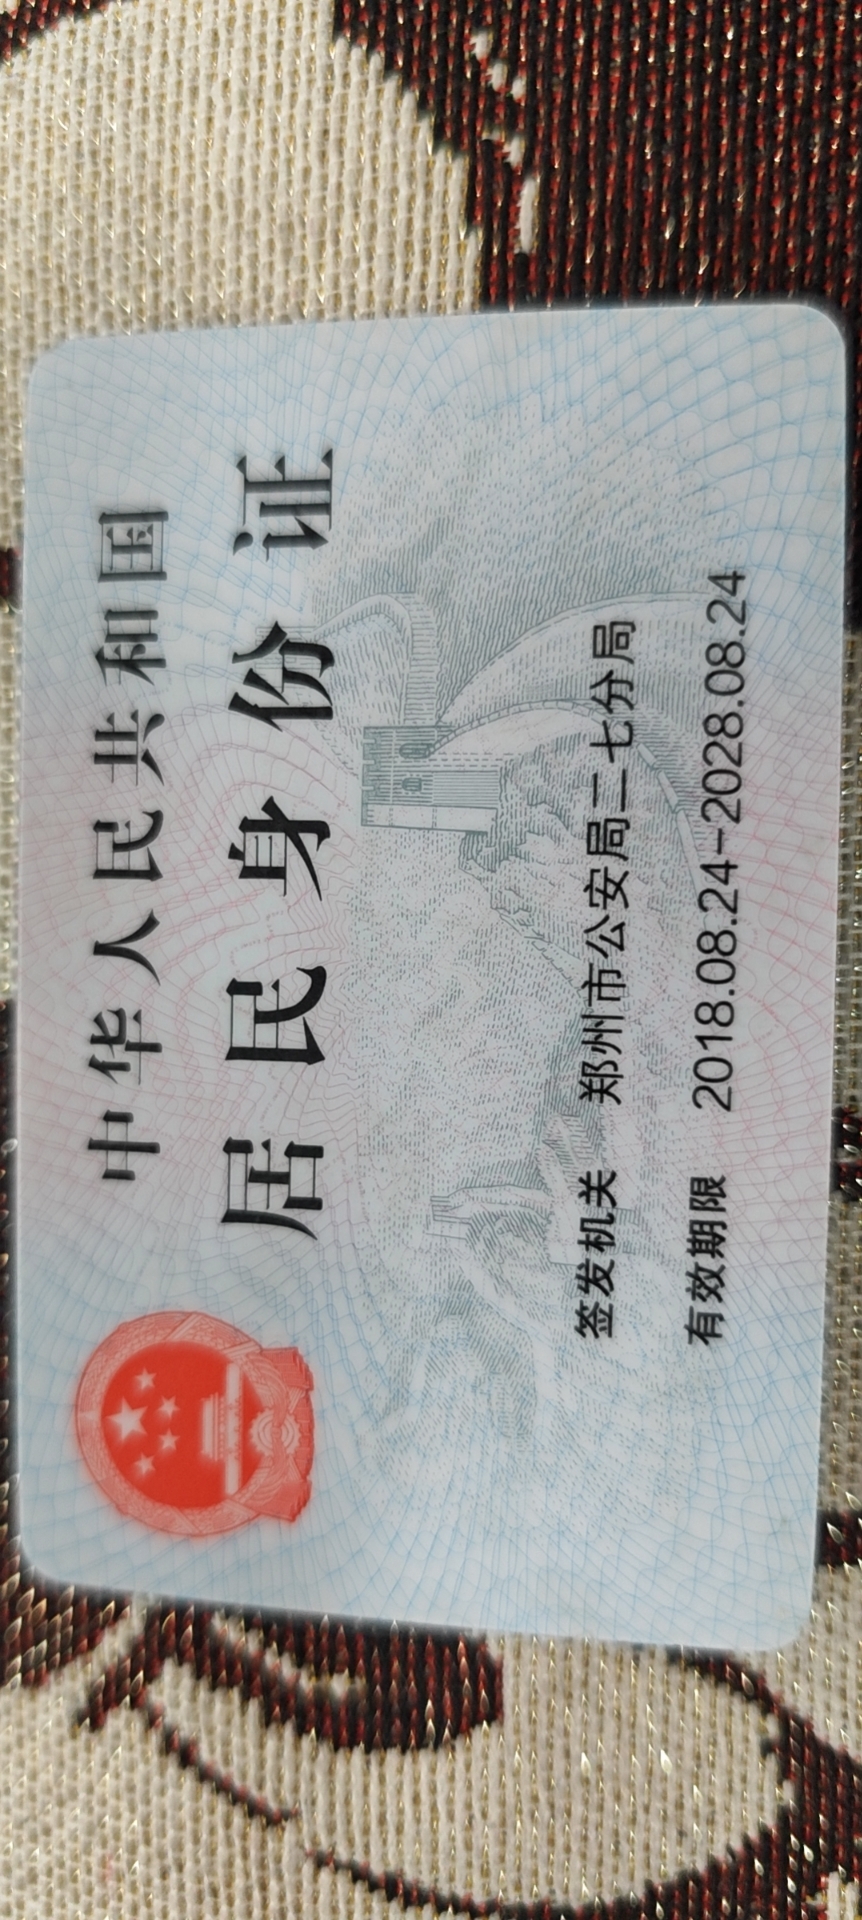 中华人民共和国
居民身份证
签发机关 郑州市公安局二七分局
有效期限 2018.08.24-2028.08.24